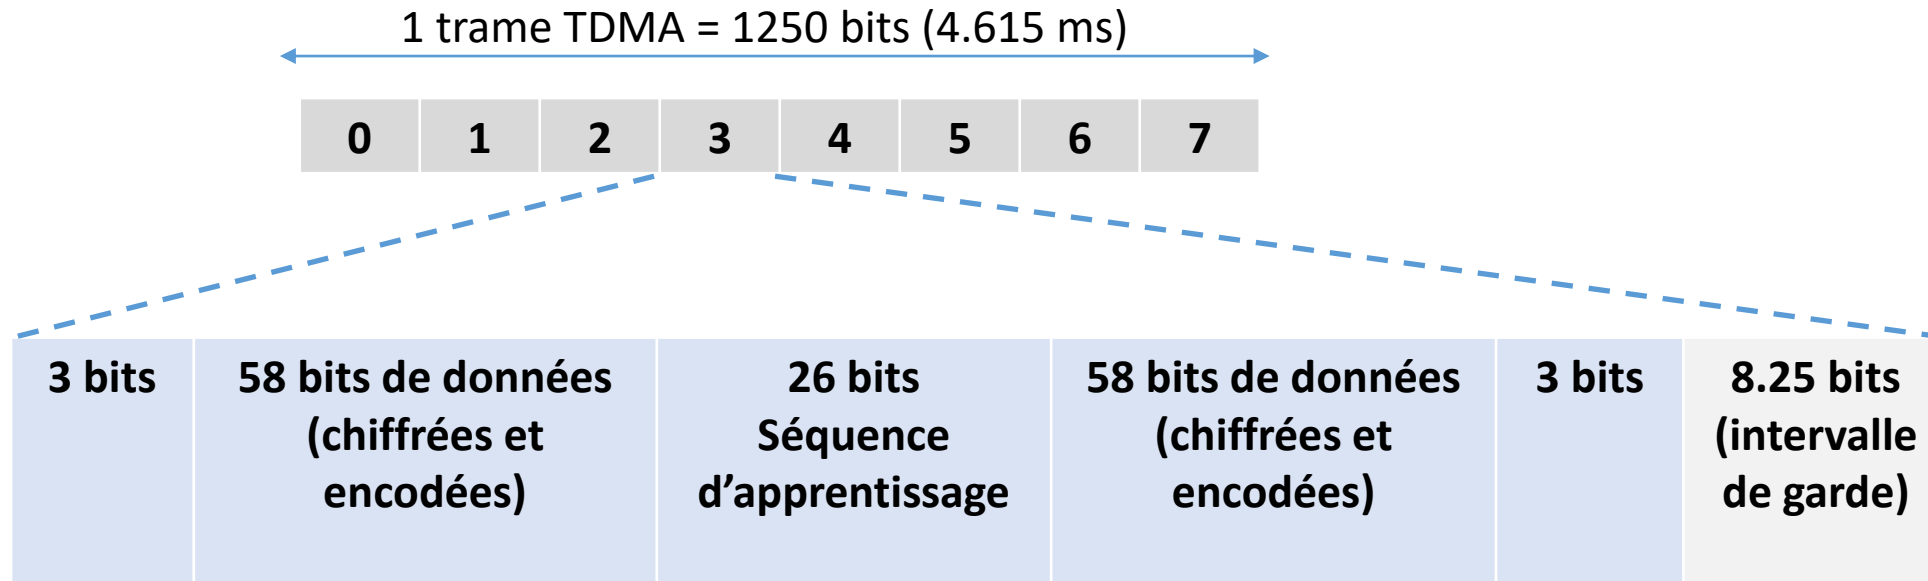 1 trame TDMA = 1250 bits (4.615 ms)
0 1 2 3 4 5 6 7
3 bits
58 bits de données
(chiffrées et
encodées)
26 bits
Séquence
d’apprentissage
58 bits de données
(chiffrées et
encodées)
3 bits
8.25 bits
(intervalle
de garde)